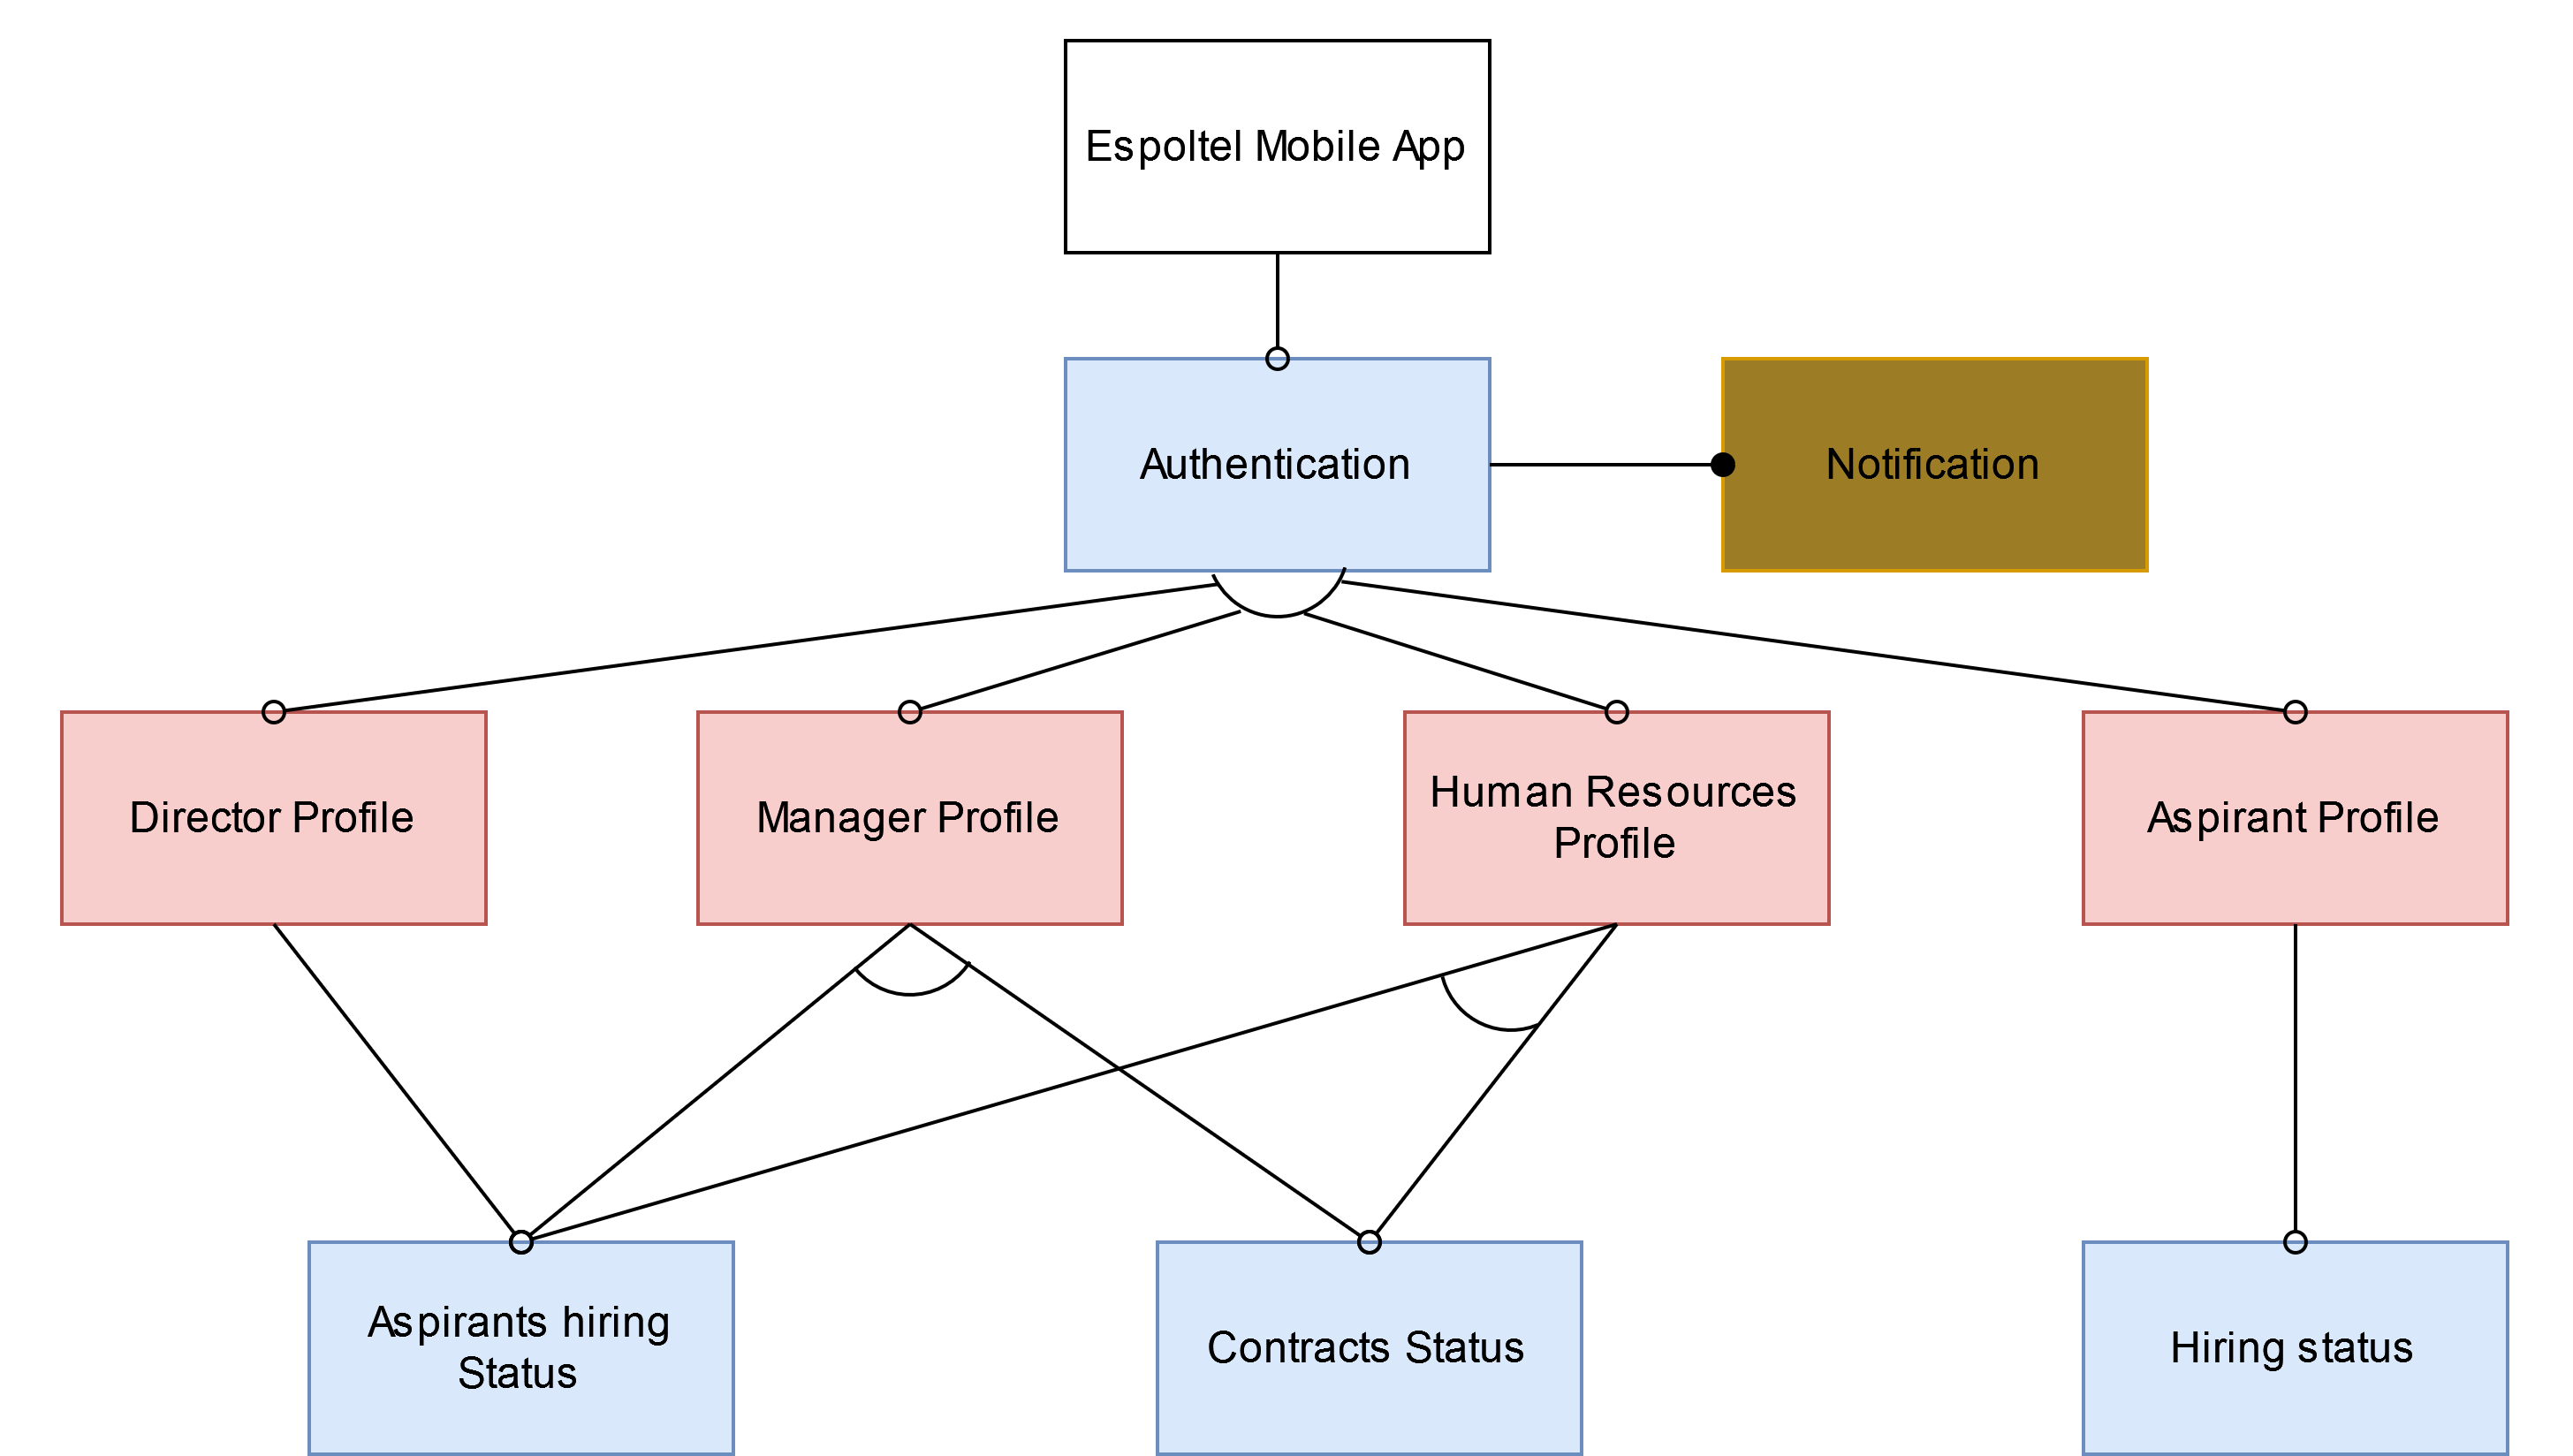 Espoltel Mobile App
Authentication
Notification
Director Profile
Manager Profile
Human Resources
Profile
Aspirant Profile
Aspirants hiring
Status
Contracts Status
Hiring status